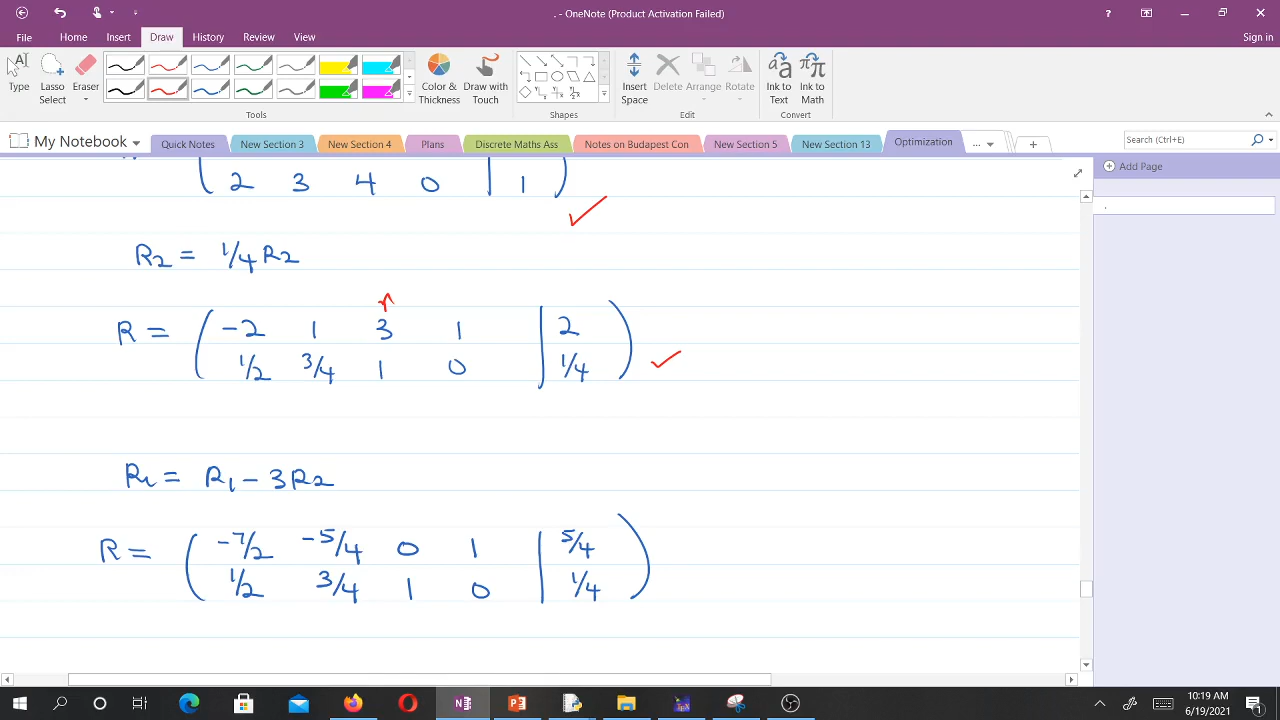 . - OneNote (Product Activation Failed)
File Home Insert Draw History Review View Sign in
Type Lasso Select Eraser Color & Thickness Draw with Touch Insert Space Delete Arrange Rotate Ink to Text Ink to Math
Tools Shapes Edit Convert
My Notebook Quick Notes New Section 3 New Section 4 Plans Discrete Maths Ass Notes on Budapest Con New Section 5 New Section 13 Optimization ... + Search (Ctrl+E)
Add Page
.
2 3 4 0 | 1
R2 = 1/4 R2
R = ( -2 1 3 1 | 2
1/2 3/4 1 0 | 1/4 )
R1 = R1 - 3R2
R = ( -7/2 -5/4 0 1 | 5/4
1/2 3/4 1 0 | 1/4 )
10:19 AM
6/19/2021